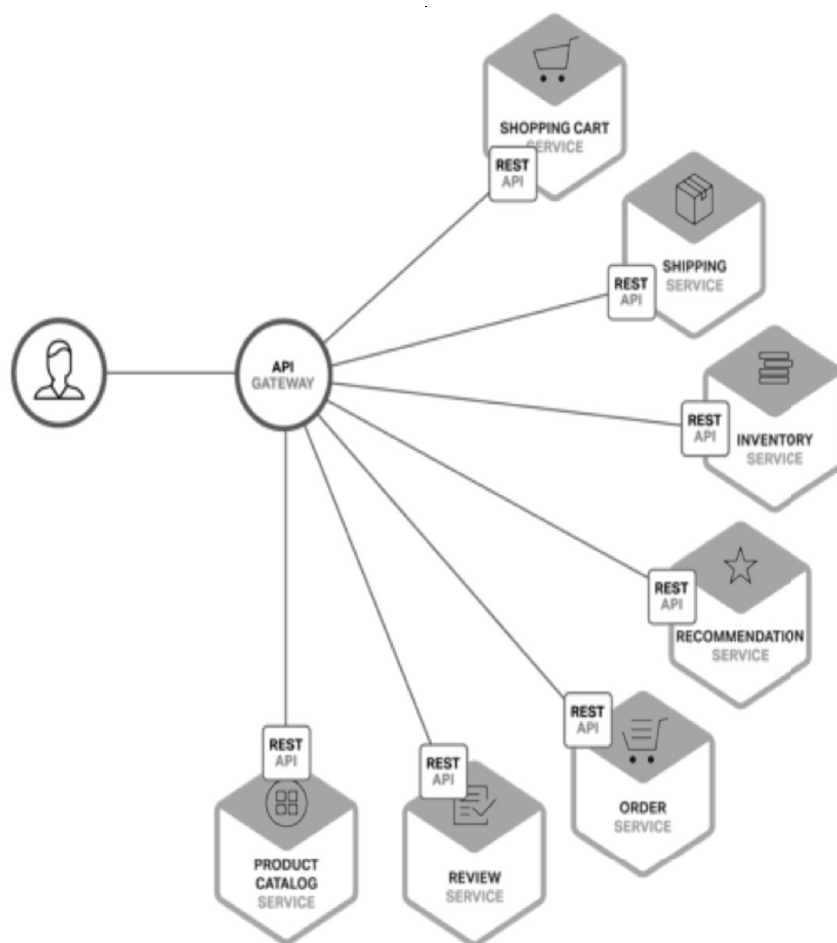 SHOPPING CART
SERVICE
REST
API
SHIPPING
SERVICE
REST
API
API
GATEWAY
REST
API
INVENTORY
SERVICE
REST
API
RECOMMENDATION
SERVICE
REST
API
ORDER
SERVICE
REST
API
PRODUCT
CATALOG
SERVICE
REST
API
REVIEW
SERVICE